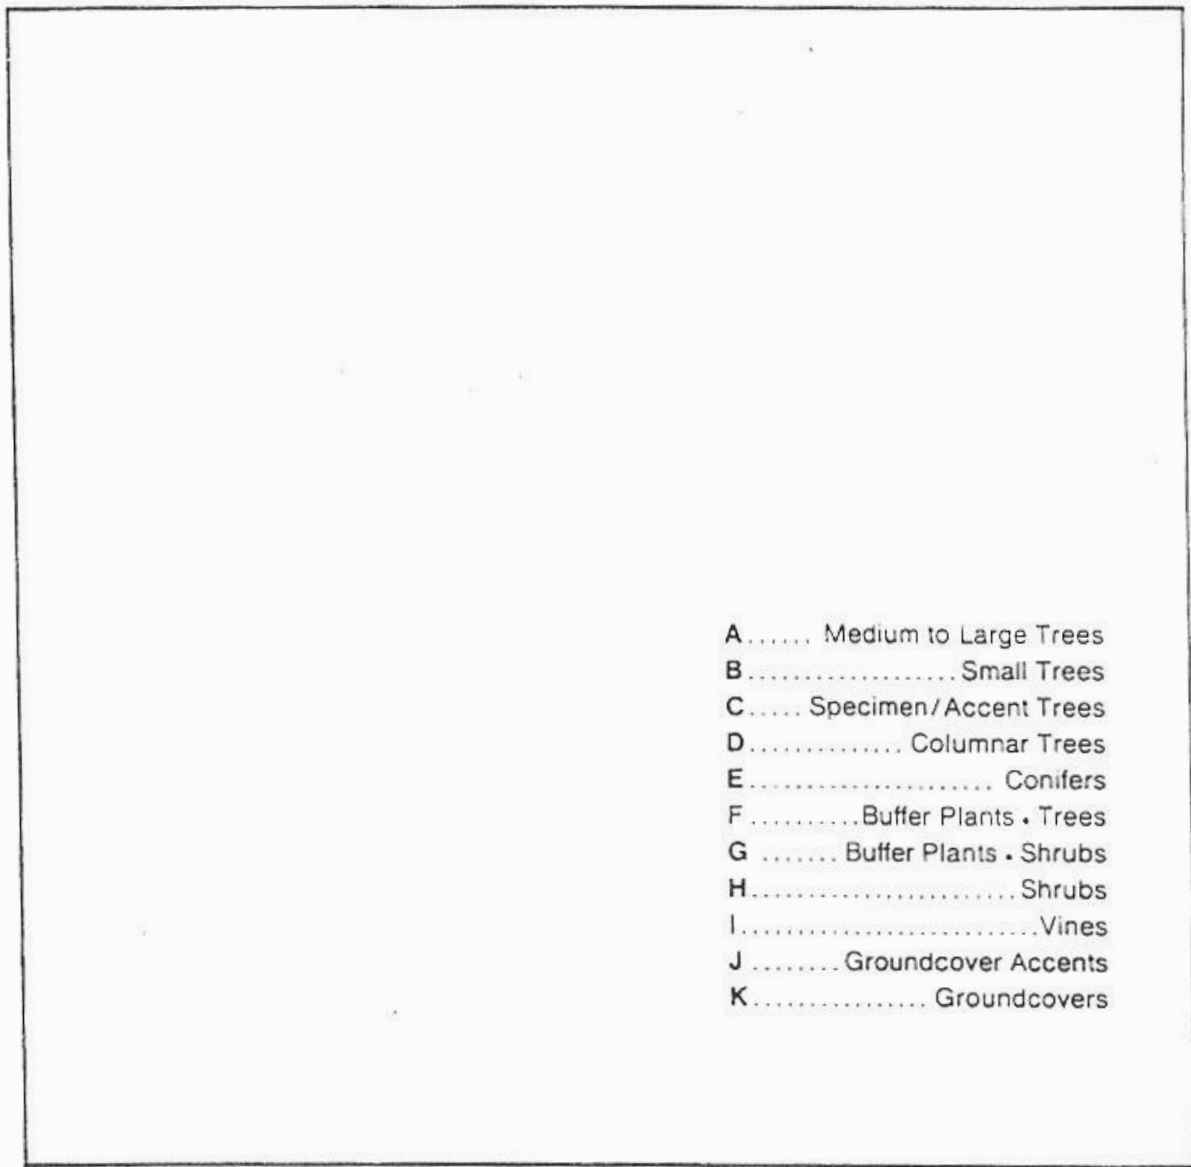 A...... Medium to Large Trees
B................... Small Trees
C..... Specimen/Accent Trees
D.............. Columnar Trees
E...................... Conifers
F..........Buffer Plants • Trees
G ....... Buffer Plants • Shrubs
H........................Shrubs
I...........................Vines
J ........Groundcover Accents
K................ Groundcovers